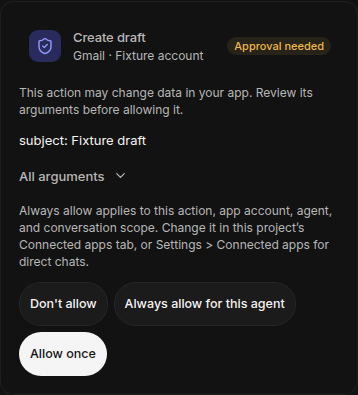 Create draft
Gmail · Fixture account
Approval needed
This action may change data in your app. Review its
arguments before allowing it.
subject: Fixture draft
All arguments
Always allow applies to this action, app account, agent,
and conversation scope. Change it in this project’s
Connected apps tab, or Settings > Connected apps for
direct chats.
Don't allow
Always allow for this agent
Allow once